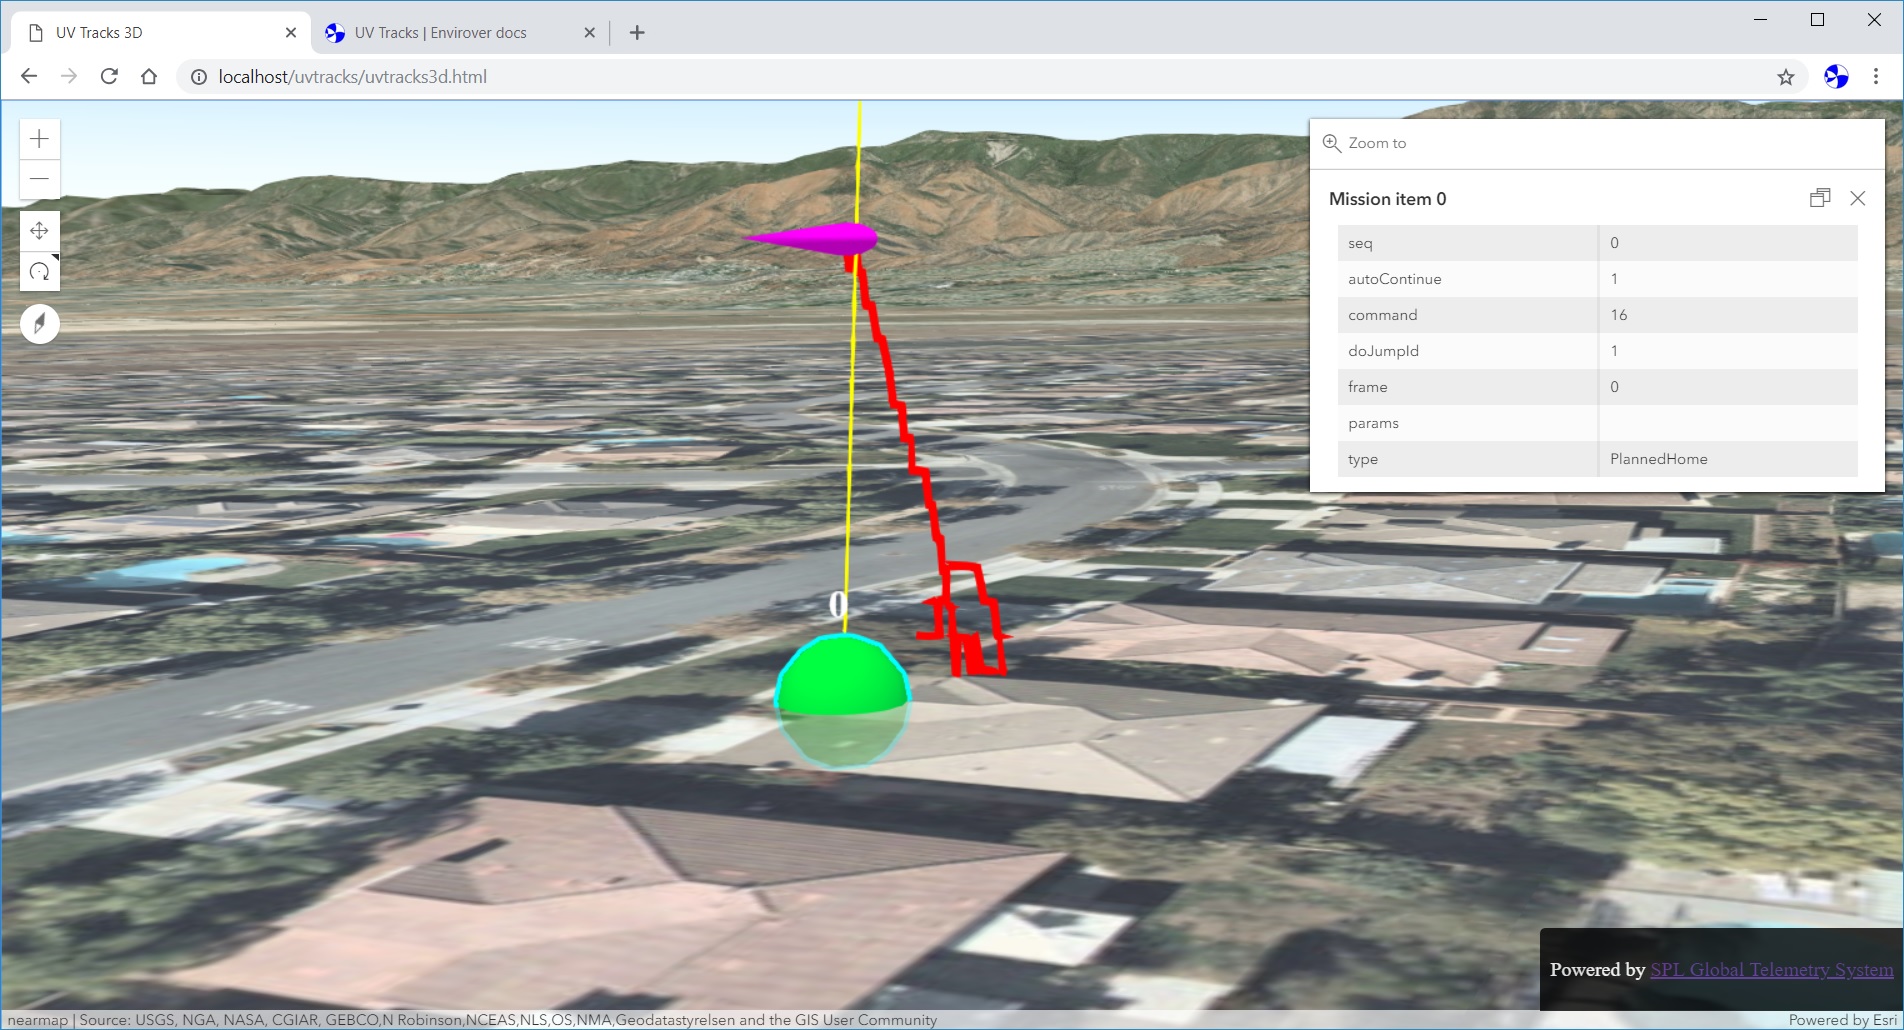 UV Tracks 3D
UV Tracks | Envirover docs
localhost/uvtracks/uvtracks3d.html
Zoom to
Mission item 0
seq 0
autoContinue 1
command 16
doJumpId 1
frame 0
params
type PlannedHome
0
STOP
Powered by SPL Global Telemetry System
nearmap | Source: USGS, NGA, NASA, CGIAR, GEBCO,N Robinson,NCEAS,NLS,OS,NMA,Geodatastyrelsen and the GIS User Community
Powered by Esri